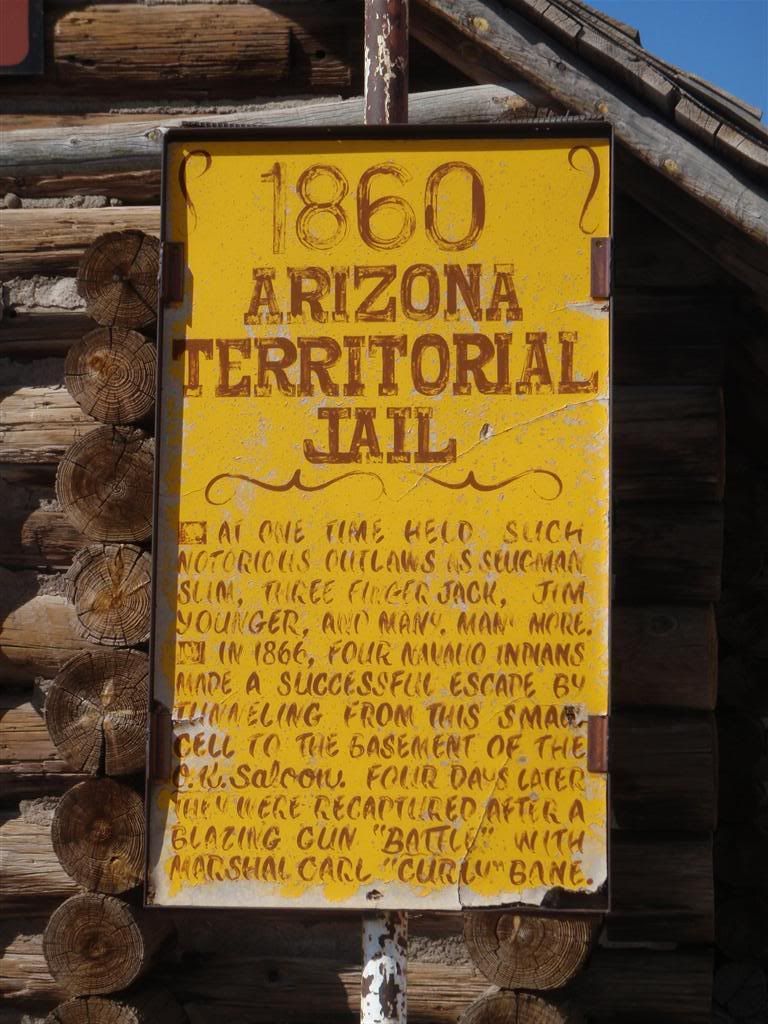 1860
ARIZONA
TERRITORIAL
JAIL
AT ONE TIME HELD SUCH
NOTORIOUS OUTLAWS AS SLUGMAN
SLIM, THREE FINGER JACK, JIM
YOUNGER, AND MANY, MANY MORE.
IN 1866, FOUR NAVAHO INDIANS
MADE A SUCCESSFUL ESCAPE BY
TUNNELING FROM THIS SMALL
CELL TO THE BASEMENT OF THE
O.K. Saloon. FOUR DAYS LATER
THEY WERE RECAPTURED AFTER A
BLAZING GUN "BATTLE" WITH
MARSHAL CARL "CURLY" BANE.